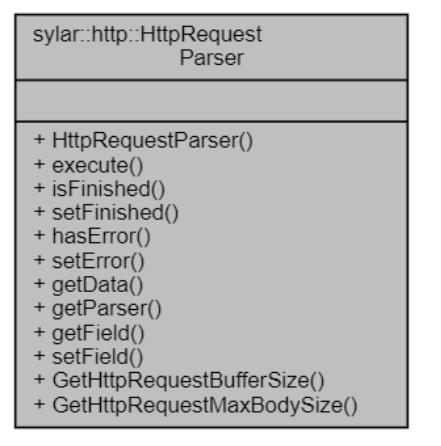 sylar::http::HttpRequest
Parser
+ HttpRequestParser()
+ execute()
+ isFinished()
+ setFinished()
+ hasError()
+ setError()
+ getData()
+ getParser()
+ getField()
+ setField()
+ GetHttpRequestBufferSize()
+ GetHttpRequestMaxBodySize()